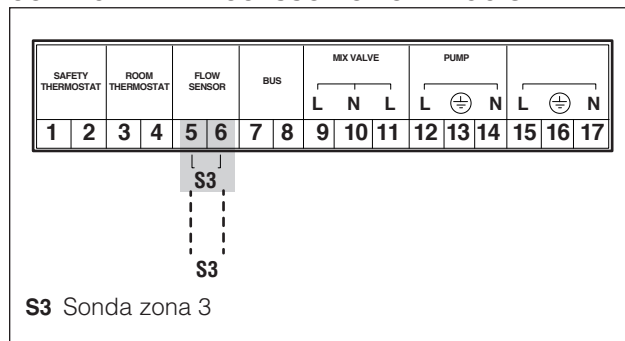 SAFETY THERMOSTAT ROOM THERMOSTAT FLOW SENSOR BUS MIX VALVE PUMP
L N L L N L N
1 2 3 4 5 6 7 8 9 10 11 12 13 14 15 16 17
S3
S3
S3 Sonda zona 3